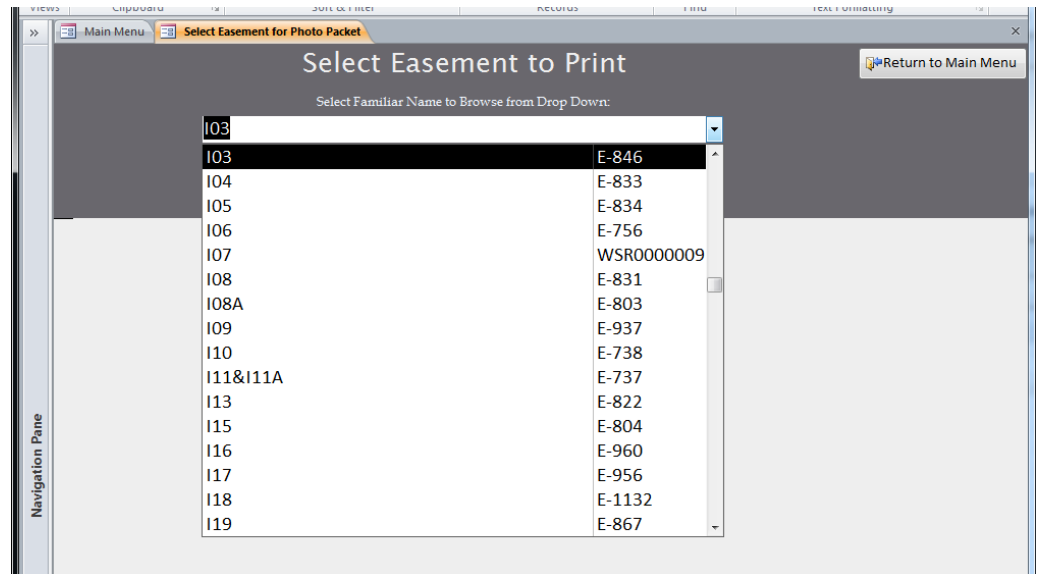 Views Clipboard Sort & Filter Records Find Text Formatting
» Main Menu Select Easement for Photo Packet ×
Select Easement to Print
Return to Main Menu
Select Familiar Name to Browse from Drop Down:
I03
I03 E-846
I04 E-833
I05 E-834
I06 E-756
I07 WSR0000009
I08 E-831
I08A E-803
I09 E-937
I10 E-738
I11&I11A E-737
I13 E-822
I15 E-804
I16 E-960
I17 E-956
I18 E-1132
I19 E-867
Navigation Pane